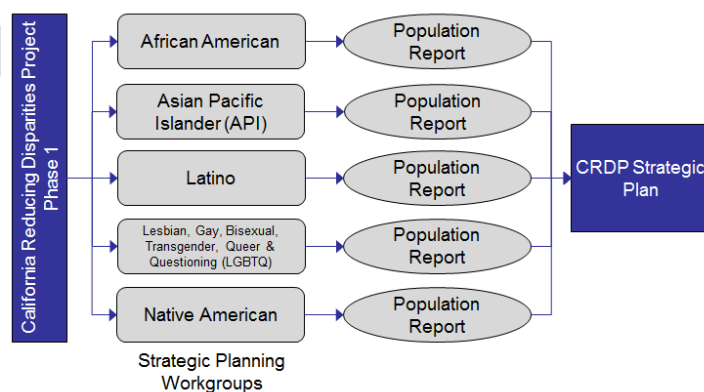 California Reducing Disparities Project
Phase 1
African American
Population
Report
Asian Pacific
Islander (API)
Population
Report
Latino
Population
Report
Lesbian, Gay, Bisexual,
Transgender, Queer &
Questioning (LGBTQ)
Population
Report
Native American
Population
Report
CRDP Strategic
Plan
Strategic Planning
Workgroups